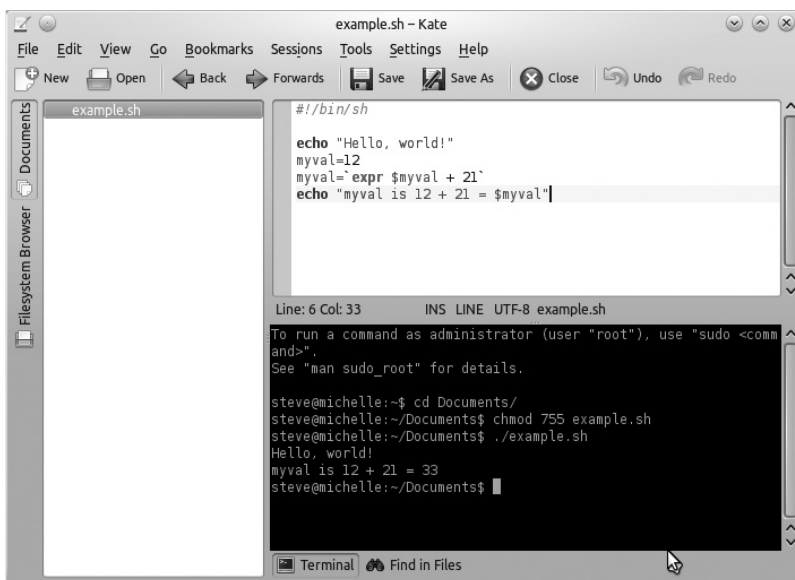 example.sh – Kate
File Edit View Go Bookmarks Sessions Tools Settings Help
New Open Back Forwards Save Save As Close Undo Redo
Documents
Filesystem Browser
example.sh
#!/bin/sh
echo "Hello, world!"
myval=12
myval=`expr $myval + 21`
echo "myval is 12 + 21 = $myval"
Line: 6 Col: 33 INS LINE UTF-8 example.sh
To run a command as administrator (user "root"), use "sudo <comm
and>".
See "man sudo_root" for details.
steve@michelle:~$ cd Documents/
steve@michelle:~/Documents$ chmod 755 example.sh
steve@michelle:~/Documents$ ./example.sh
Hello, world!
myval is 12 + 21 = 33
steve@michelle:~/Documents$
Terminal Find in Files